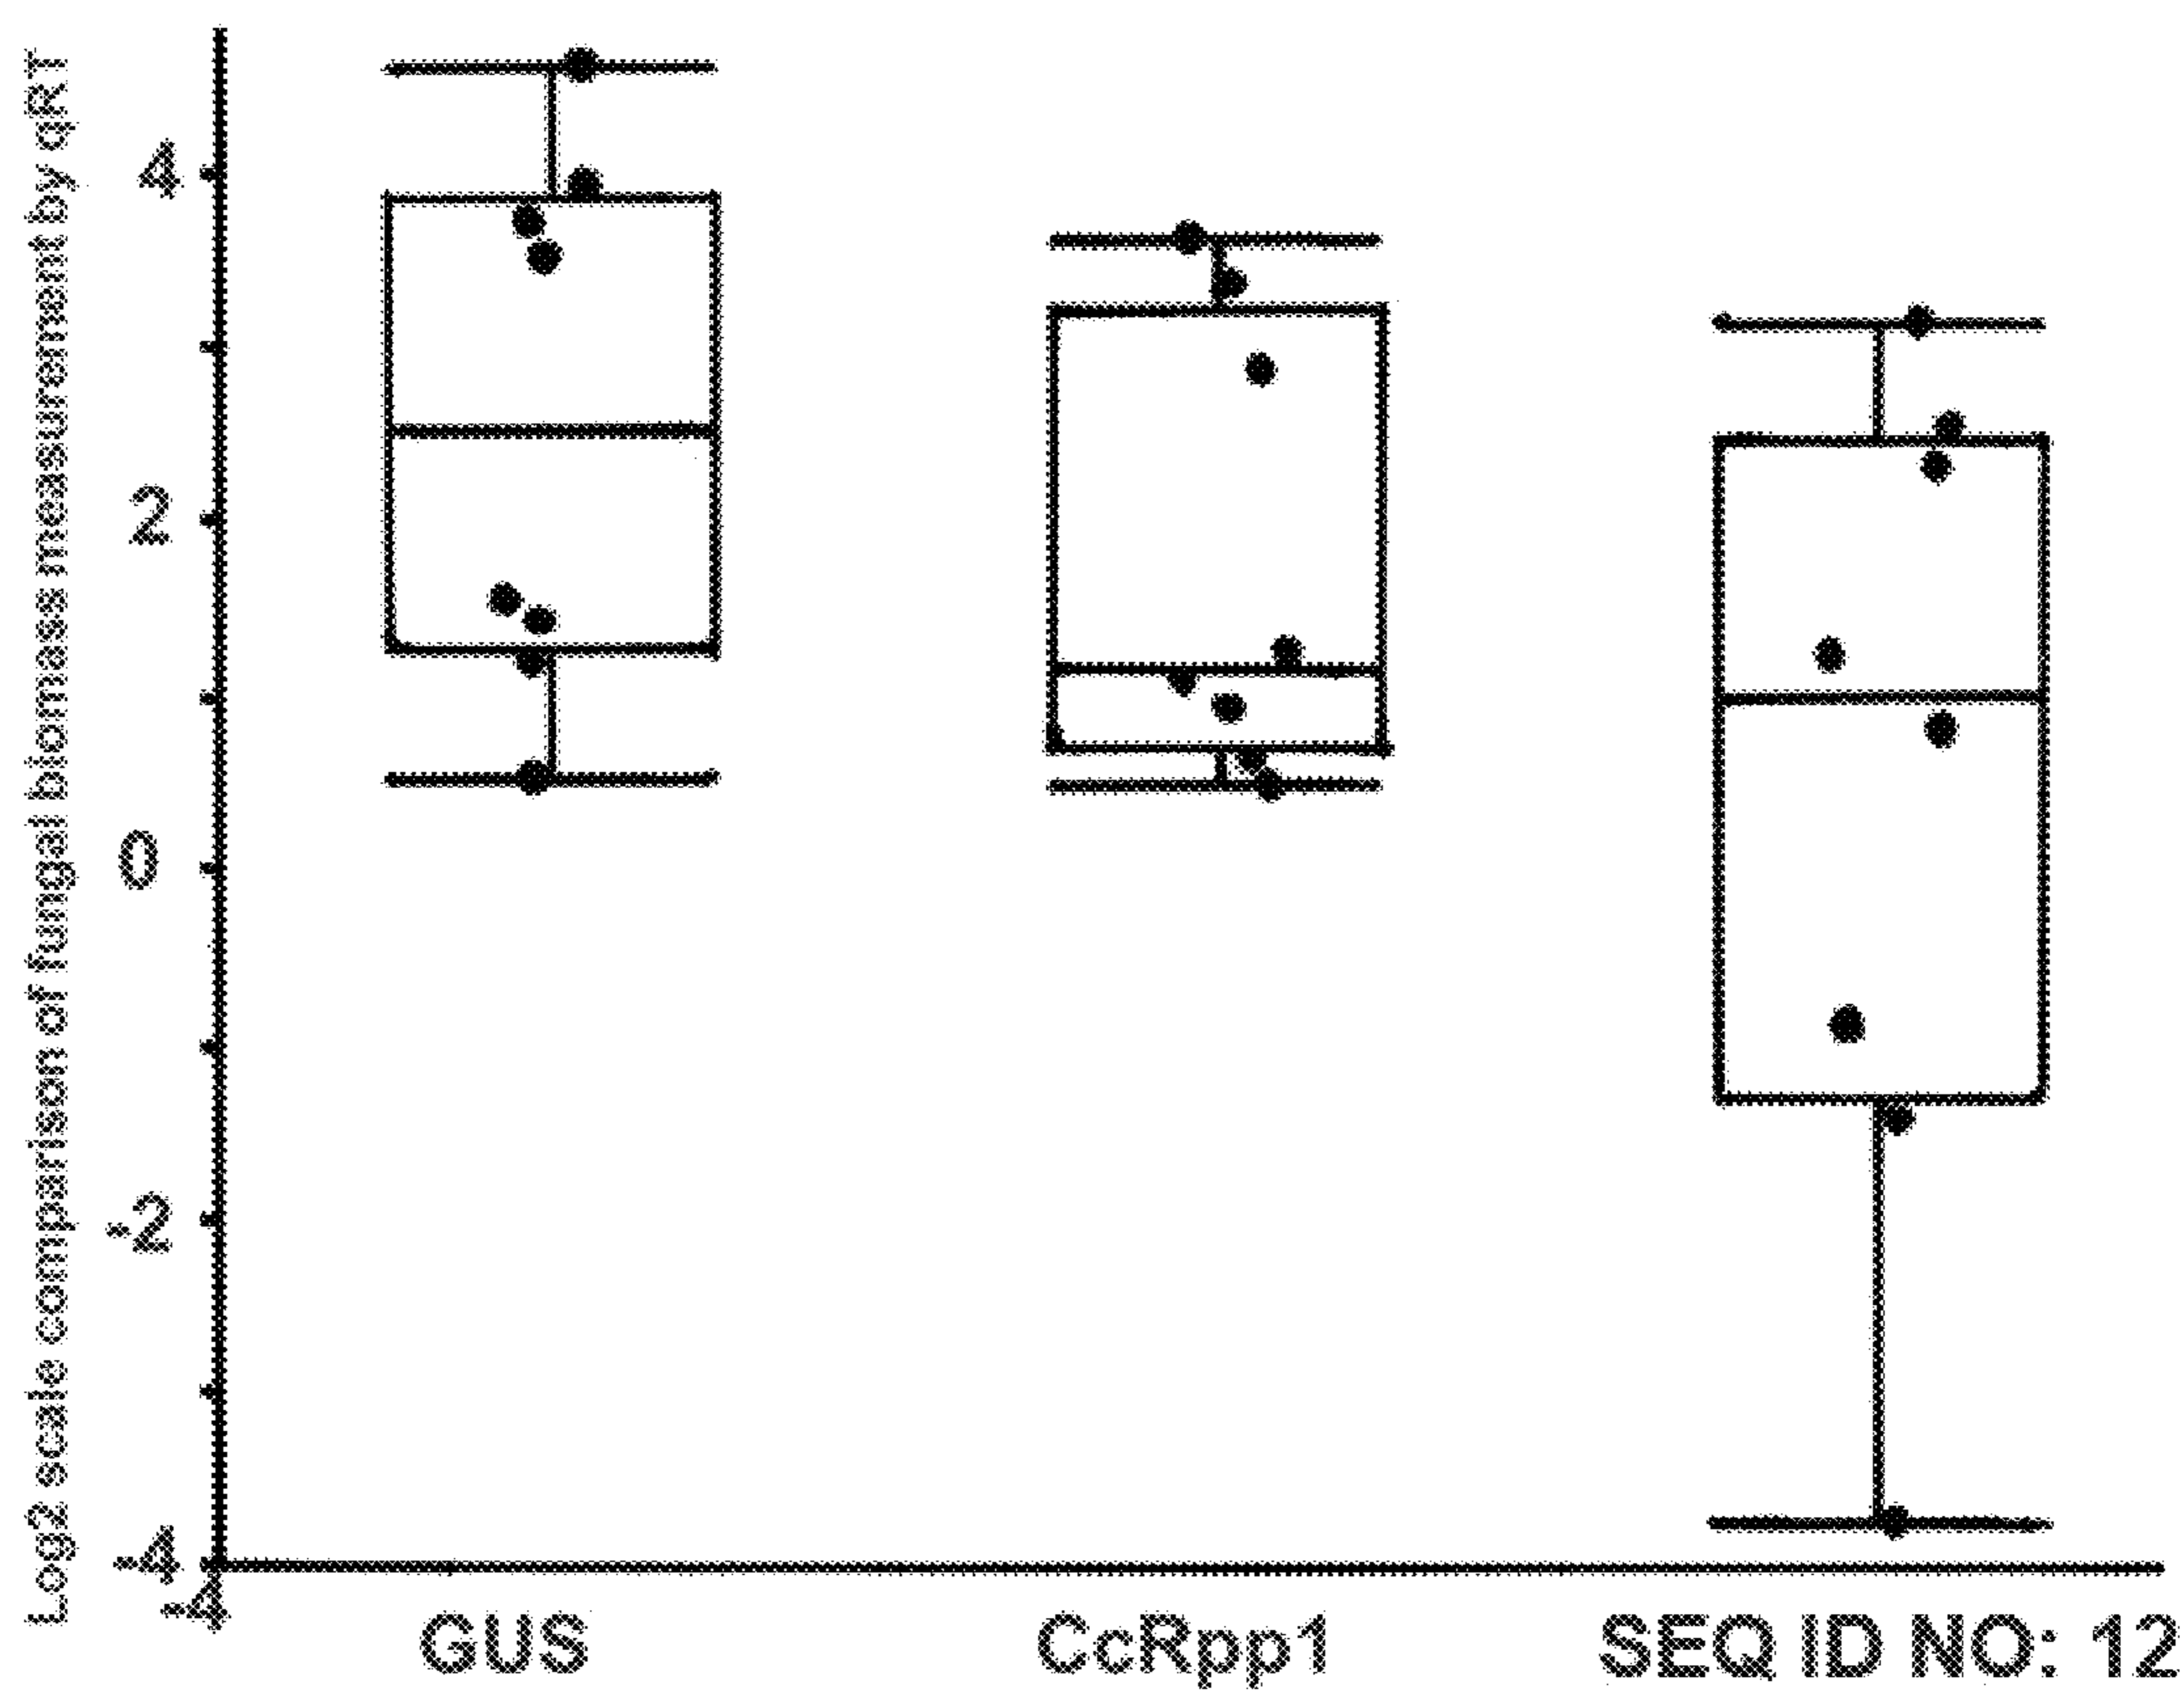 Log2 scale comparison of fungal biomass measurement by qRT
4
2
0
-2
-4
-4
GUS
CcRpp1
SEQ ID NO: 12